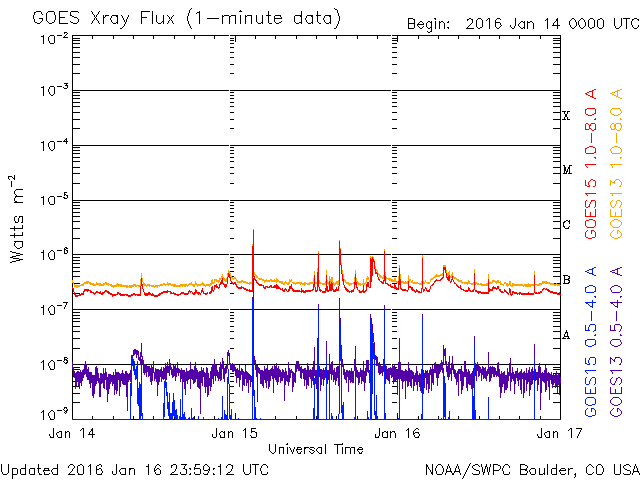 GOES Xray Flux (1-minute data)
Begin: 2016 Jan 14 0000 UTC
10-2
10-3
10-4
10-5
10-6
10-7
10-8
10-9
Watts m-2
X
M
C
B
A
GOES15 1.0-8.0 A
GOES13 1.0-8.0 A
GOES15 0.5-4.0 A
GOES13 0.5-4.0 A
Jan 14
Jan 15
Jan 16
Jan 17
Universal Time
Updated 2016 Jan 16 23:59:12 UTC
NOAA/SWPC Boulder, CO USA